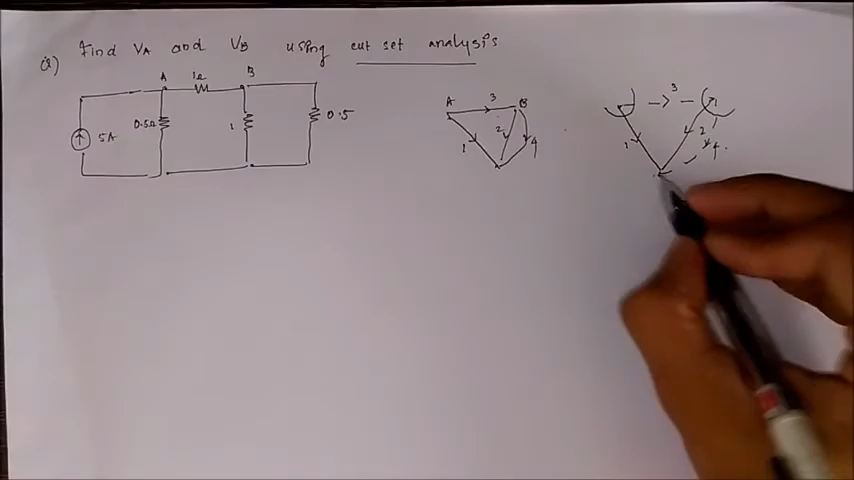 Q) Find VA and VB using cut set analysis
A 1Ω B
5A 0.5Ω 1 0.5
A 3 B
1 2 4
3
1 2 4